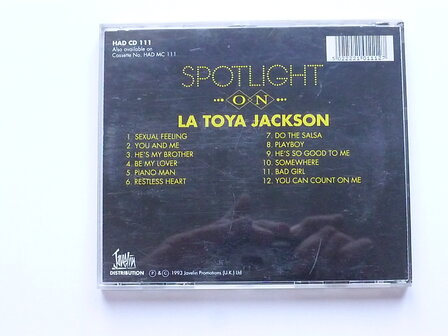 HAD CD 111
Also available on
Cassette No. HAD MC 111
SPOTLIGHT
ON
LA TOYA JACKSON
1. SEXUAL FEELING
2. YOU AND ME
3. HE'S MY BROTHER
4. BE MY LOVER
5. PIANO MAN
6. RESTLESS HEART
7. DO THE SALSA
8. PLAYBOY
9. HE'S SO GOOD TO ME
10. SOMEWHERE
11. BAD GIRL
12. YOU CAN COUNT ON ME
Javelin
DISTRIBUTION
Ⓟ & © 1993 Javelin Promotions (U.K.) Ltd